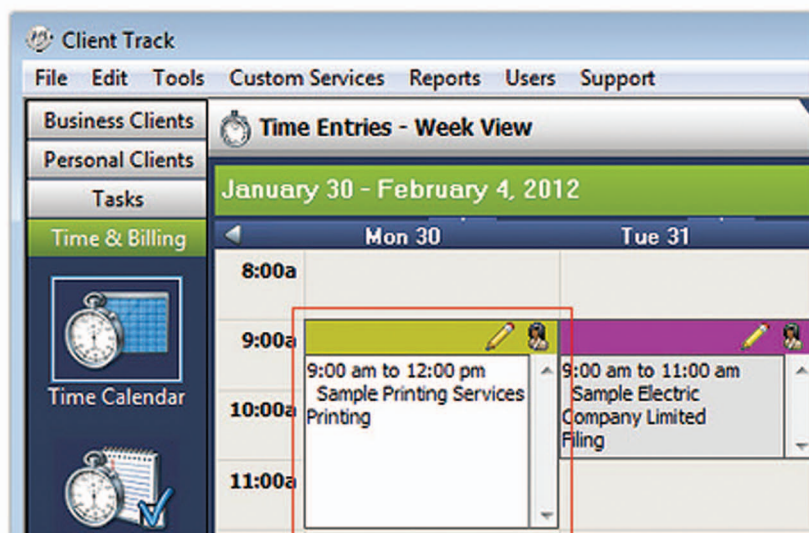 Client Track
File Edit Tools Custom Services Reports Users Support
Business Clients
Personal Clients
Tasks
Time & Billing
Time Calendar
Time Entries - Week View
January 30 - February 4, 2012
Mon 30 Tue 31
8:00a
9:00a
10:00a
11:00a
9:00 am to 12:00 pm
Sample Printing Services
Printing
9:00 am to 11:00 am
Sample Electric
Company Limited
Filing